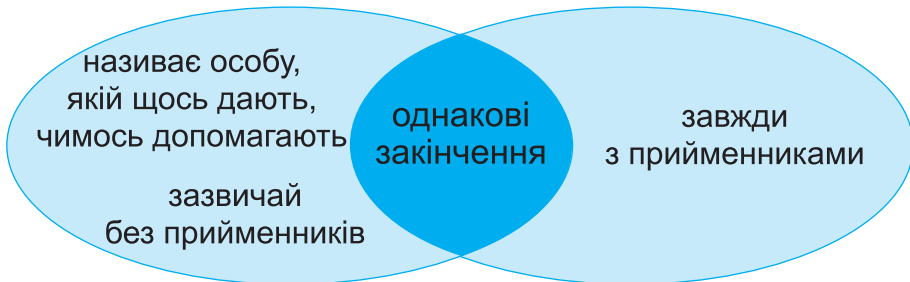 називає особу,
якій щось дають,
чимось допомагають
зазвичай
без прийменників
однакові
закінчення
завжди
з прийменниками